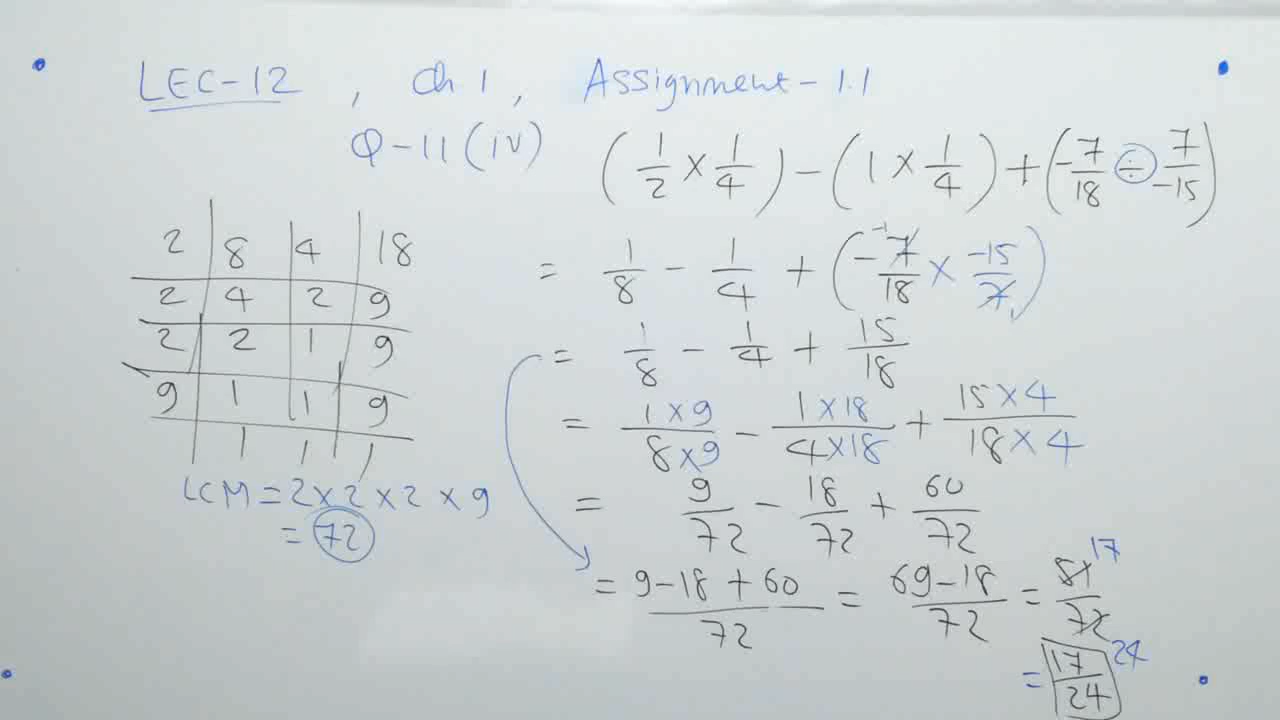 LEC-12 , Ch 1 , Assignment - 1.1
Q-11 (iv)
(1/2 × 1/4) - (1 × 1/4) + (-7/18 ÷ 7/-15)
= 1/8 - 1/4 + (-7/18 × -15/7)
-1
1
= 1/8 - 1/4 + 15/18
= 1×9/8×9 - 1×18/4×18 + 15×4/18×4
= 9/72 - 18/72 + 60/72
= 9-18+60/72 = 69-18/72 = 51/72
17
24
= 17/24
2 8 4 18
2 4 2 9
2 2 1 9
9 1 1 9
1 1 1
LCM = 2×2×2×9
= 72